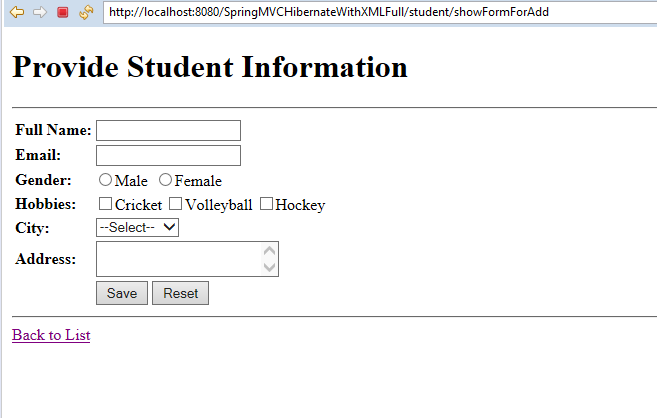 http://localhost:8080/SpringMVCHibernateWithXMLFull/student/showFormForAdd
Provide Student Information
Full Name:
Email:
Gender: Male Female
Hobbies: Cricket Volleyball Hockey
City: --Select--
Address:
Save Reset
Back to List